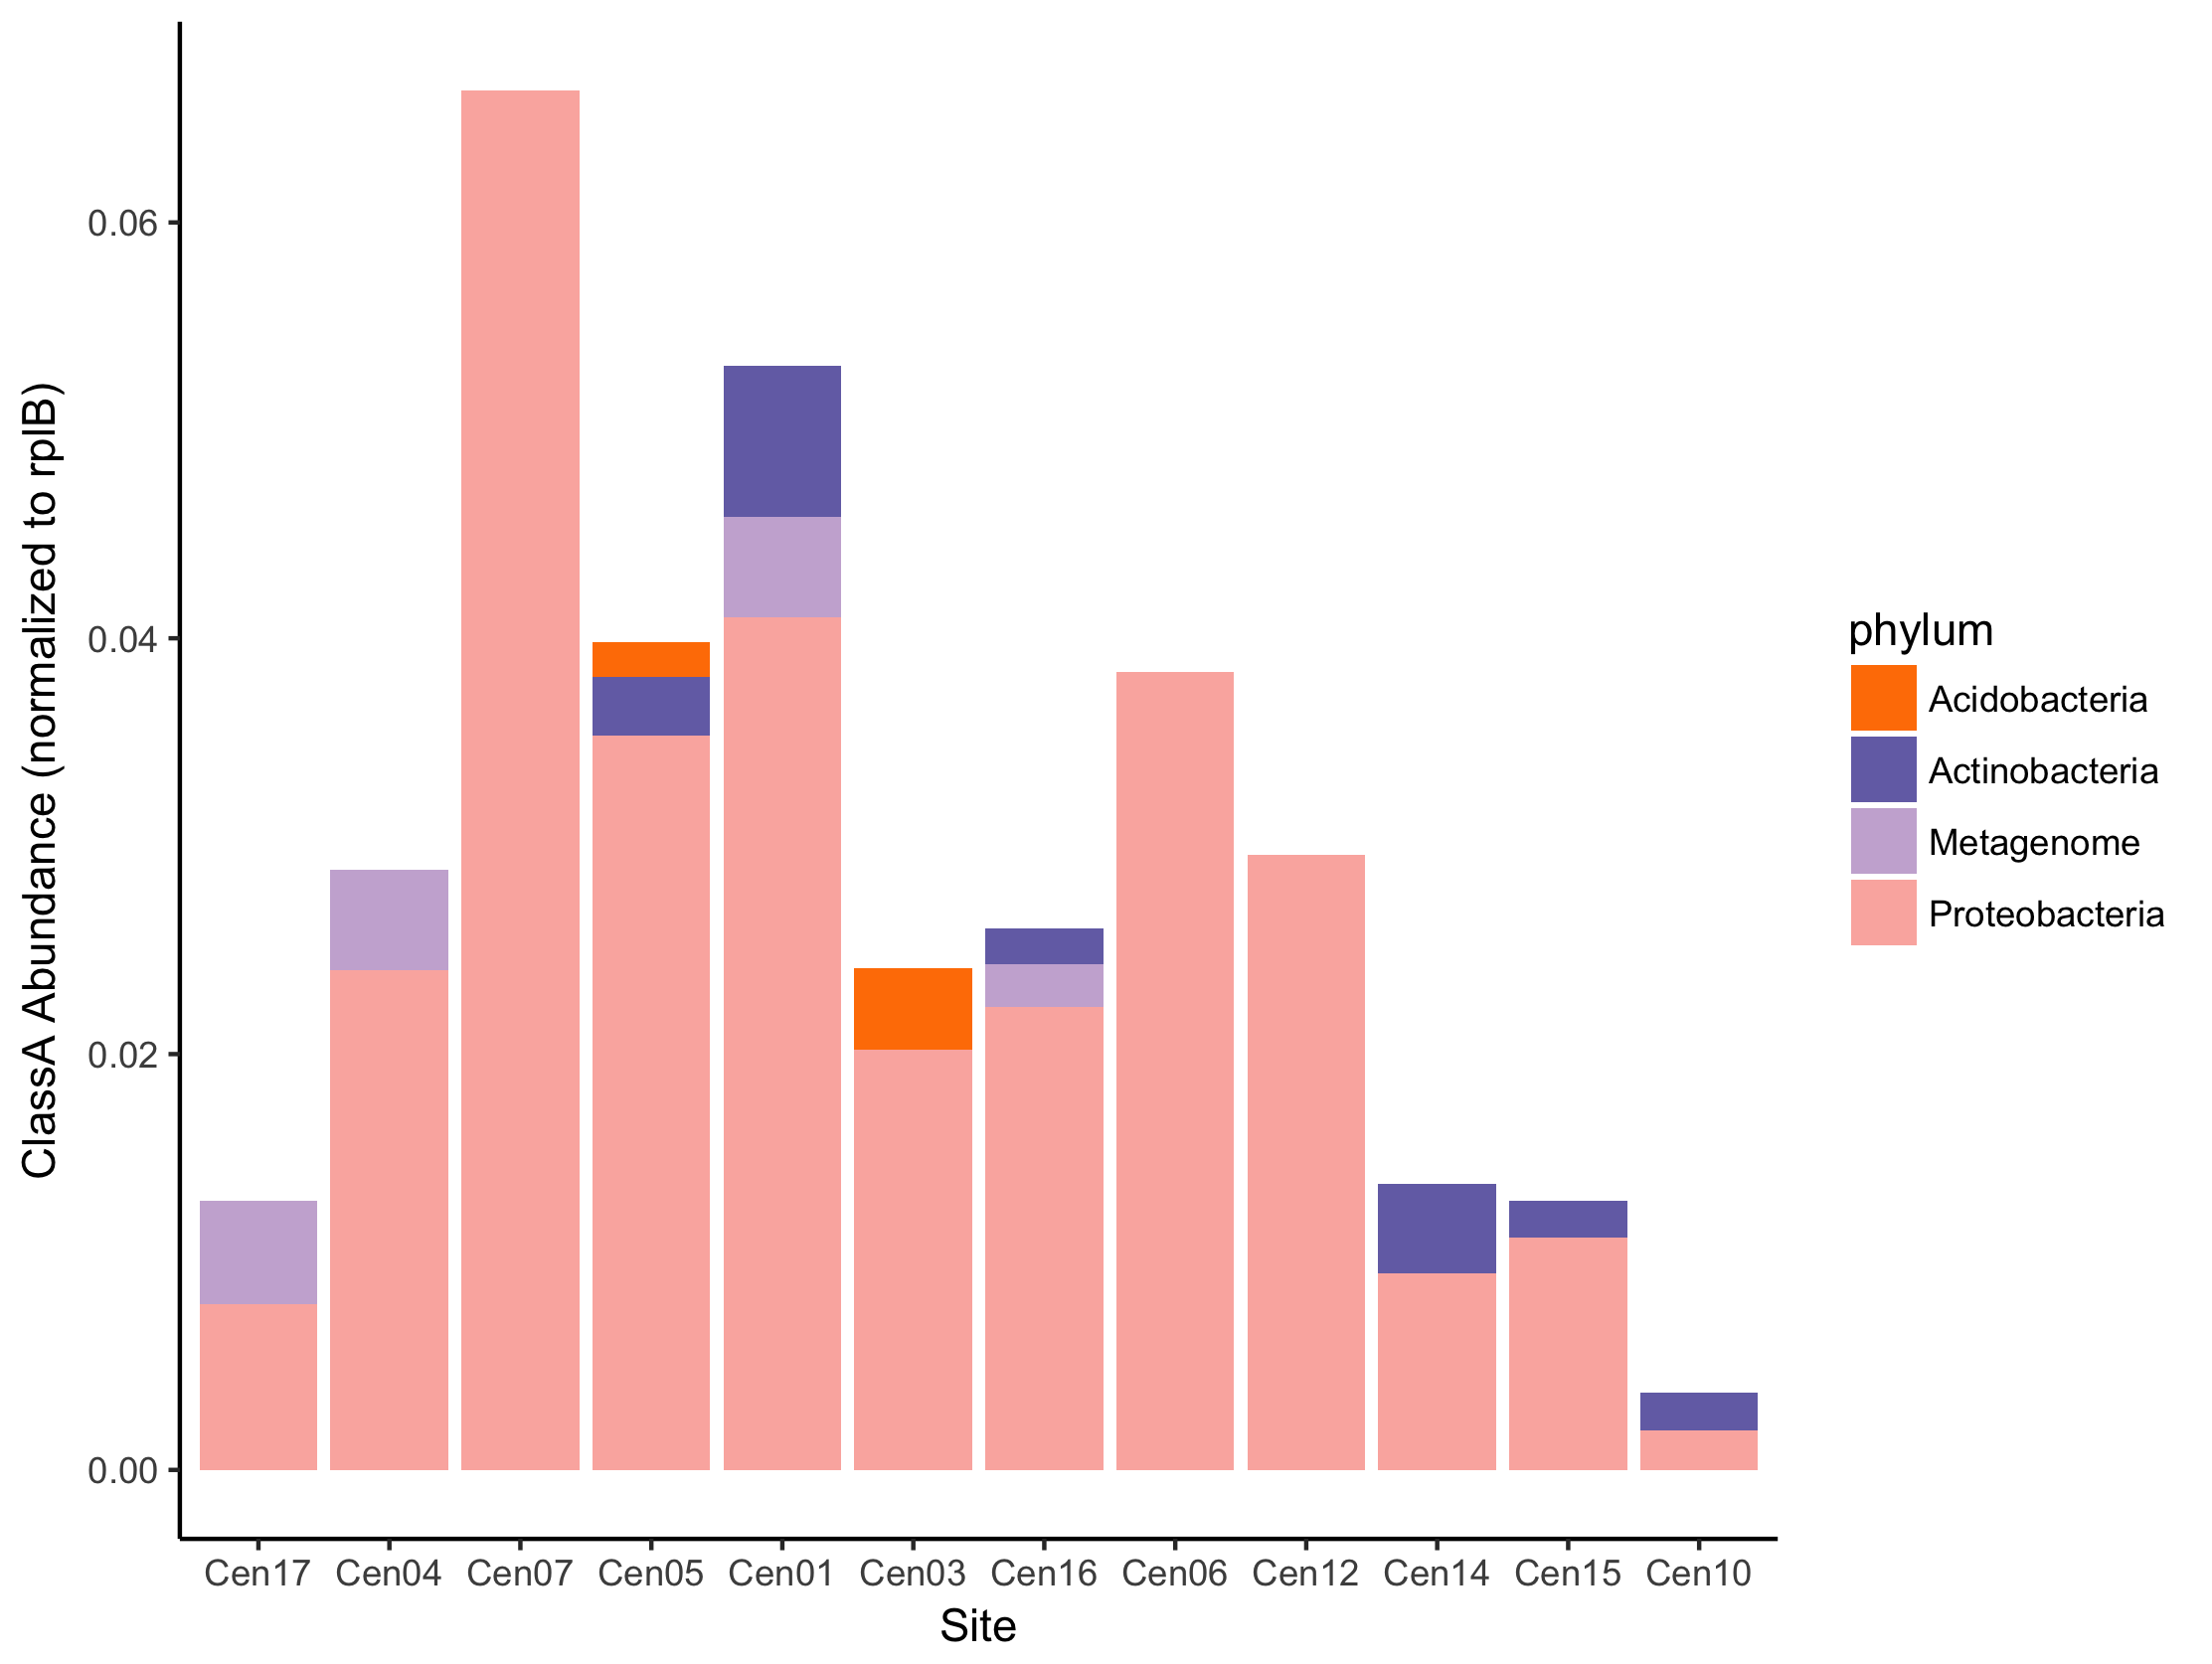 ClassA Abundance (normalized to rplB)
0.06
0.04
0.02
0.00
Cen17 Cen04 Cen07 Cen05 Cen01 Cen03 Cen16 Cen06 Cen12 Cen14 Cen15 Cen10
Site
phylum
Acidobacteria
Actinobacteria
Metagenome
Proteobacteria